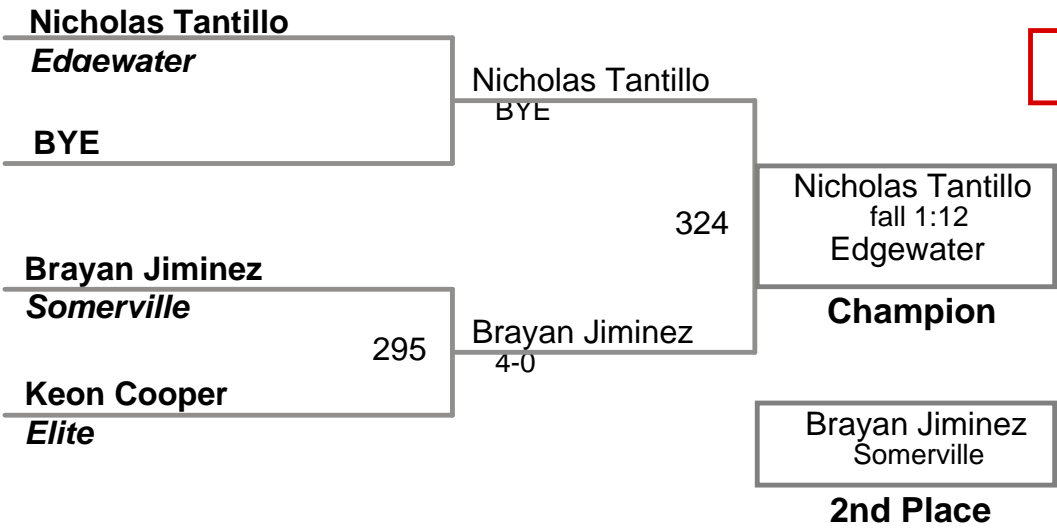 Nicholas Tantillo
Edgewater
BYE
Nicholas Tantillo
BYE
Brayan Jiminez
Somerville
295
Keon Cooper
Elite
Brayan Jiminez
4-0
324
Nicholas Tantillo
fall 1:12
Edgewater
Champion
Brayan Jiminez
Somerville
2nd Place